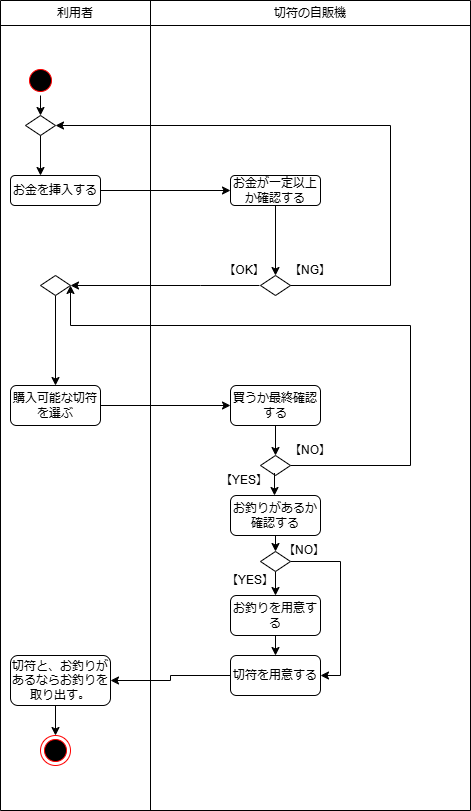 利用者
切符の自販機
お金を挿入する
お金が一定以上
か確認する
【OK】
【NG】
購入可能な切符
を選ぶ
買うか最終確認
する
【NO】
【YES】
お釣りがあるか
確認する
【NO】
【YES】
お釣りを用意す
る
切符と、お釣りが
あるならお釣りを
取り出す。
切符を用意する